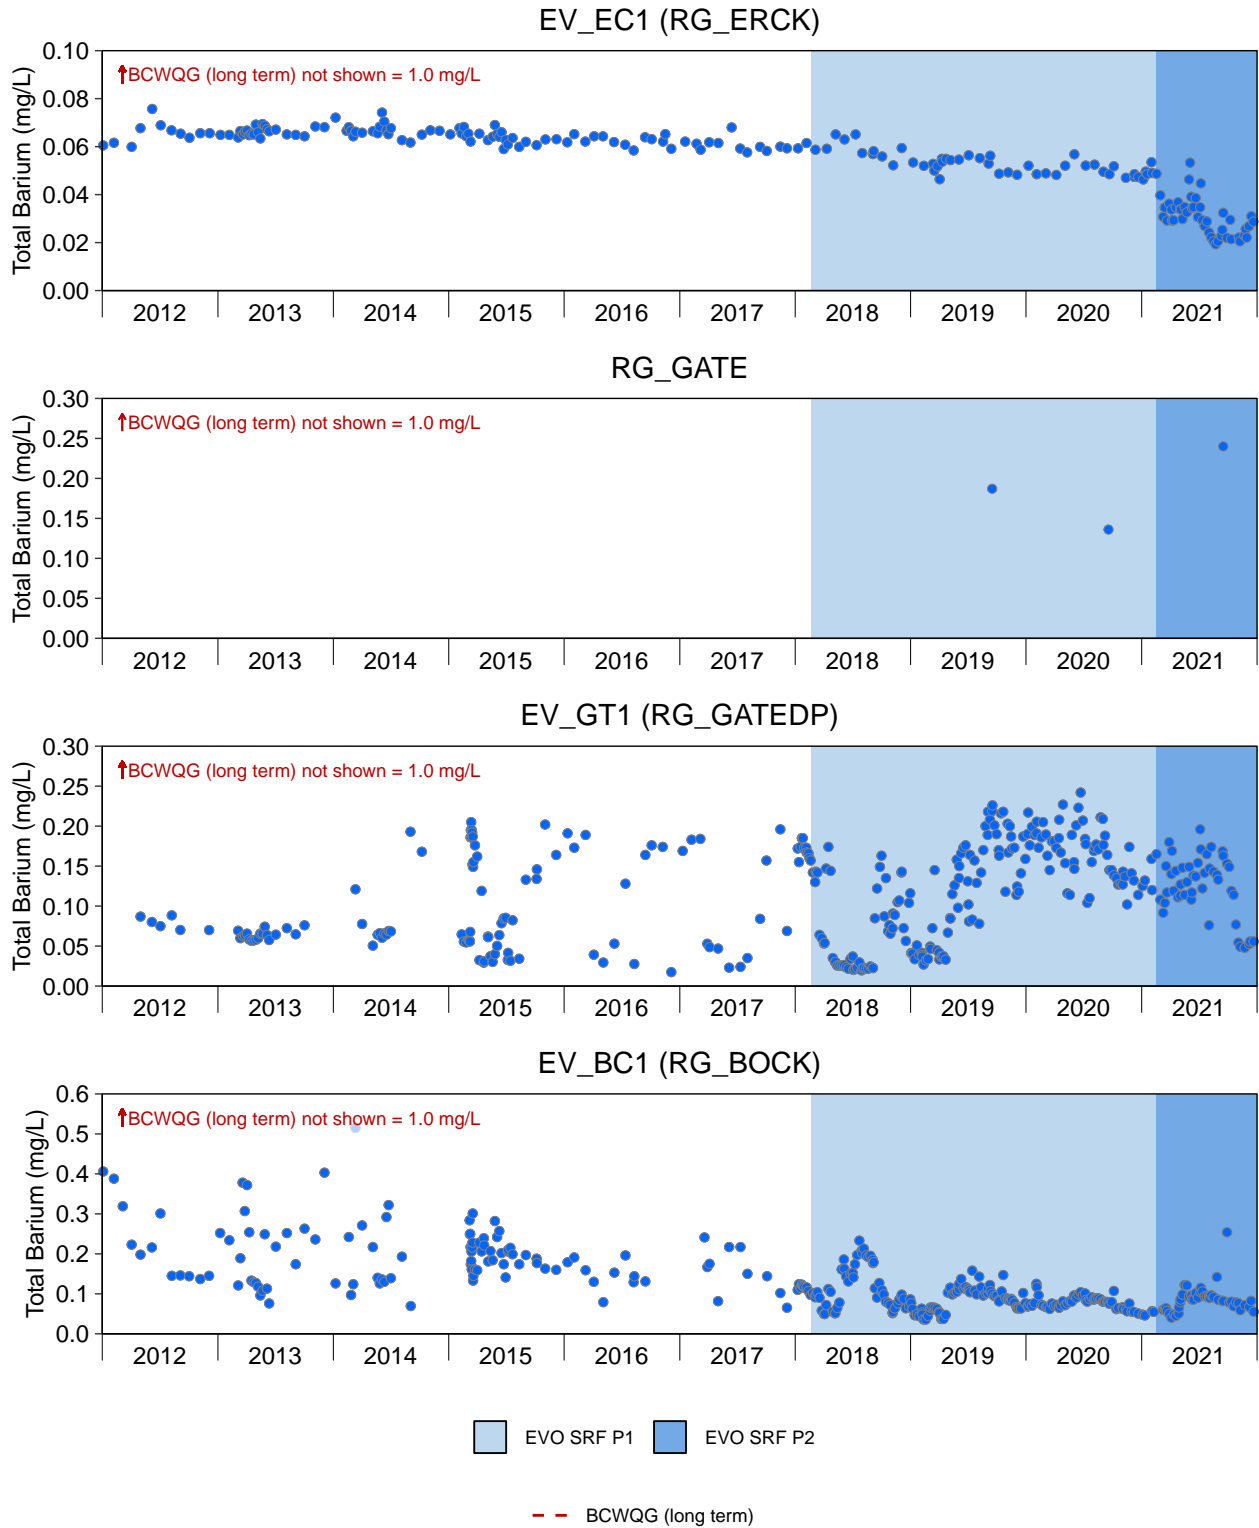 EV_EC1 (RG_ERCK)
Total Barium (mg/L)
0.10
0.08
0.06
0.04
0.02
0.00
↑BCWQG (long term) not shown = 1.0 mg/L
2012 2013 2014 2015 2016 2017 2018 2019 2020 2021
RG_GATE
Total Barium (mg/L)
0.30
0.25
0.20
0.15
0.10
0.05
0.00
↑BCWQG (long term) not shown = 1.0 mg/L
2012 2013 2014 2015 2016 2017 2018 2019 2020 2021
EV_GT1 (RG_GATEDP)
Total Barium (mg/L)
0.30
0.25
0.20
0.15
0.10
0.05
0.00
↑BCWQG (long term) not shown = 1.0 mg/L
2012 2013 2014 2015 2016 2017 2018 2019 2020 2021
EV_BC1 (RG_BOCK)
Total Barium (mg/L)
0.6
0.5
0.4
0.3
0.2
0.1
0.0
↑BCWQG (long term) not shown = 1.0 mg/L
2012 2013 2014 2015 2016 2017 2018 2019 2020 2021
EVO SRF P1 EVO SRF P2
BCWQG (long term)